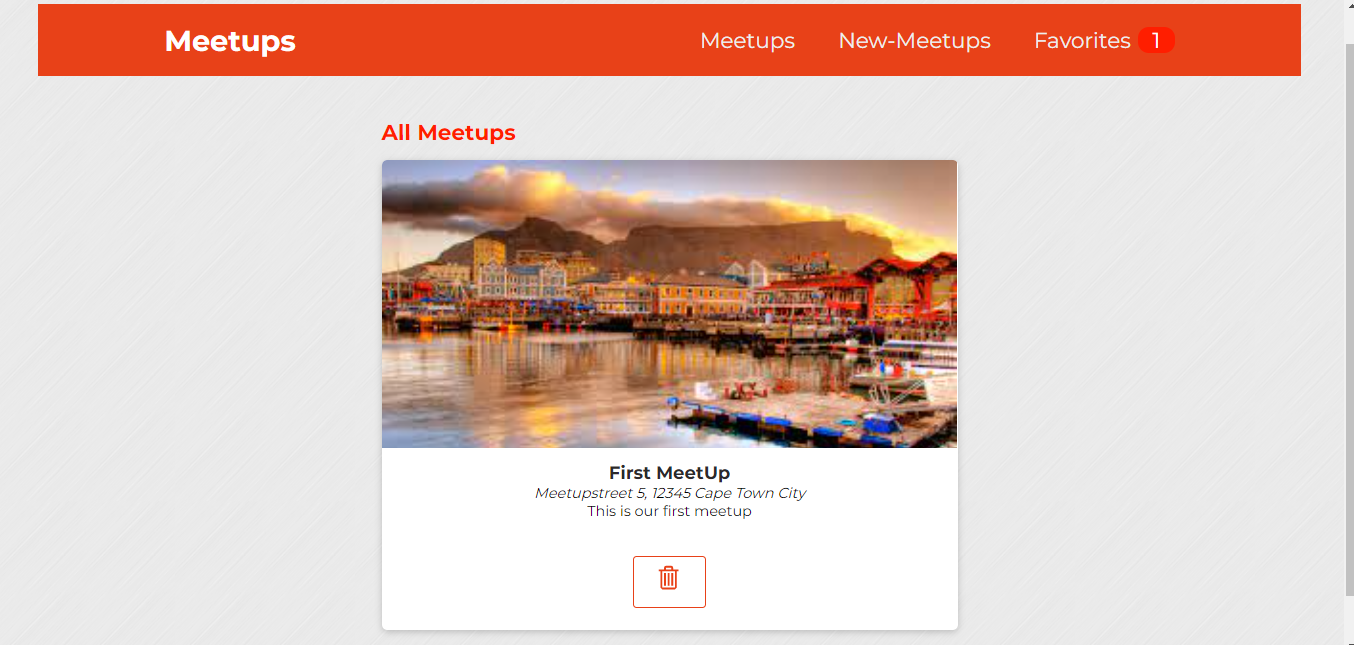 Meetups
Meetups New-Meetups Favorites 1
All Meetups
First MeetUp
Meetupstreet 5, 12345 Cape Town City
This is our first meetup